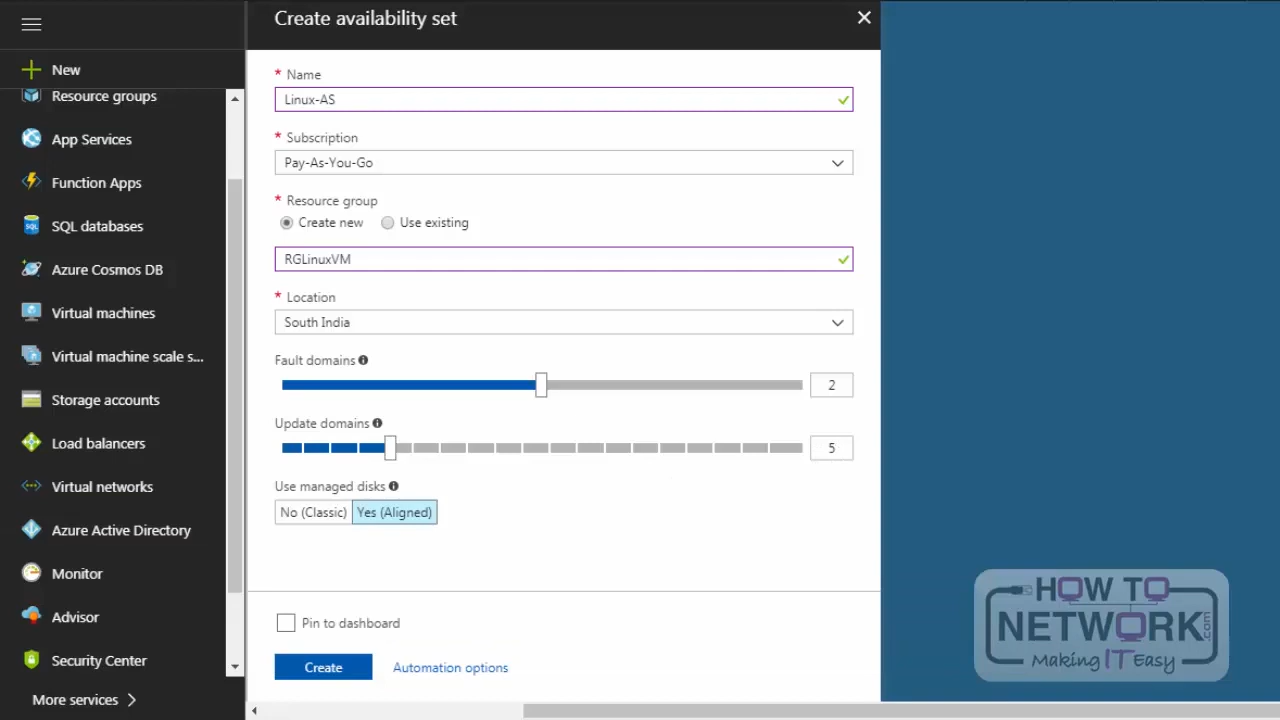 Create availability set
New
Resource groups
App Services
Function Apps
SQL databases
Azure Cosmos DB
Virtual machines
Virtual machine scale s...
Storage accounts
Load balancers
Virtual networks
Azure Active Directory
Monitor
Advisor
Security Center
More services
* Name
Linux-AS
* Subscription
Pay-As-You-Go
* Resource group
Create new Use existing
RGLinuxVM
* Location
South India
Fault domains
2
Update domains
5
Use managed disks
No (Classic) Yes (Aligned)
Pin to dashboard
Create Automation options
HOW TO
NETWORK.com
Making IT Easy